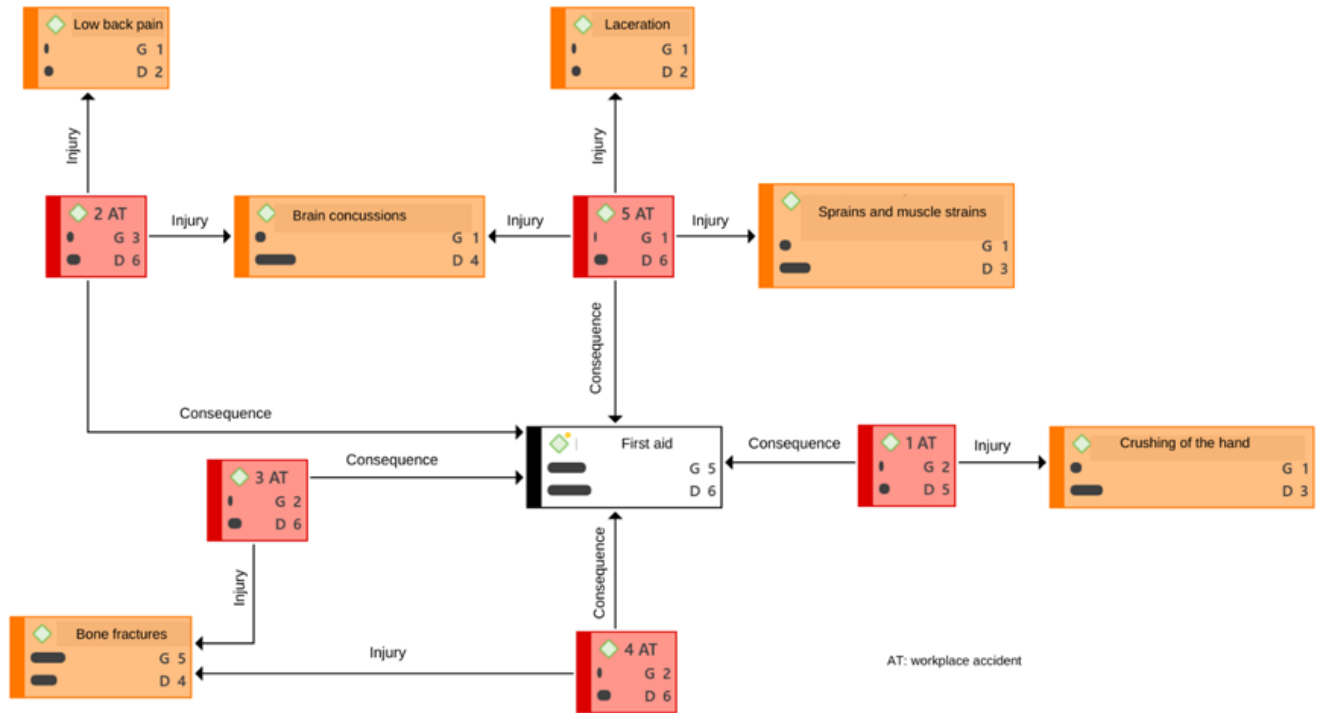 Low back pain
G 1
D 2
Laceration
G 1
D 2
Injury
Injury
2 AT
G 3
D 6
Injury
Brain concussions
G 1
D 4
Injury
5 AT
G 1
D 6
Injury
Sprains and muscle strains
G 1
D 3
Consequence
Consequence
First aid
G 5
D 6
Consequence
1 AT
G 2
D 5
Injury
Crushing of the hand
G 1
D 3
3 AT
G 2
D 6
Consequence
Injury
Consequence
Bone fractures
G 5
D 4
Injury
4 AT
G 2
D 6
AT: workplace accident